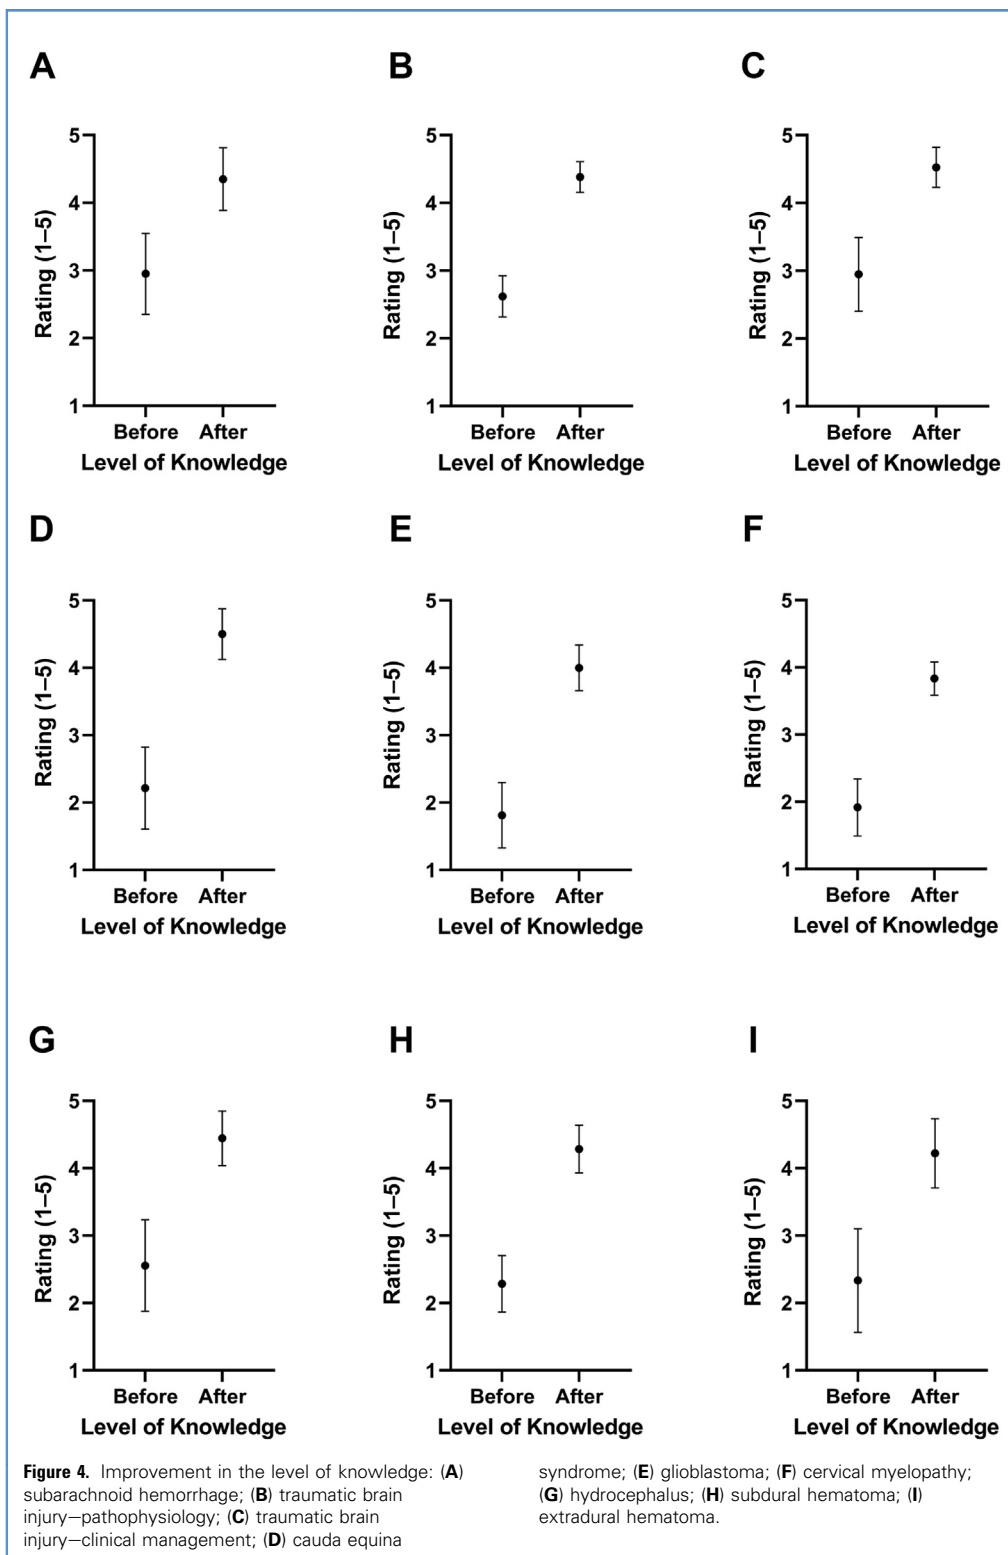 A
B
C
5
4
3
2
1
Rating (1–5)
Before After
Level of Knowledge
5
4
3
2
1
Rating (1–5)
Before After
Level of Knowledge
5
4
3
2
1
Rating (1–5)
Before After
Level of Knowledge
D
E
F
5
4
3
2
1
Rating (1–5)
Before After
Level of Knowledge
5
4
3
2
1
Rating (1–5)
Before After
Level of Knowledge
5
4
3
2
1
Rating (1–5)
Before After
Level of Knowledge
G
H
I
5
4
3
2
1
Rating (1–5)
Before After
Level of Knowledge
5
4
3
2
1
Rating (1–5)
Before After
Level of Knowledge
5
4
3
2
1
Rating (1–5)
Before After
Level of Knowledge
Figure 4. Improvement in the level of knowledge: (A)
subarachnoid hemorrhage; (B) traumatic brain
injury—pathophysiology; (C) traumatic brain
injury—clinical management; (D) cauda equina
syndrome; (E) glioblastoma; (F) cervical myelopathy;
(G) hydrocephalus; (H) subdural hematoma; (I)
extradural hematoma.